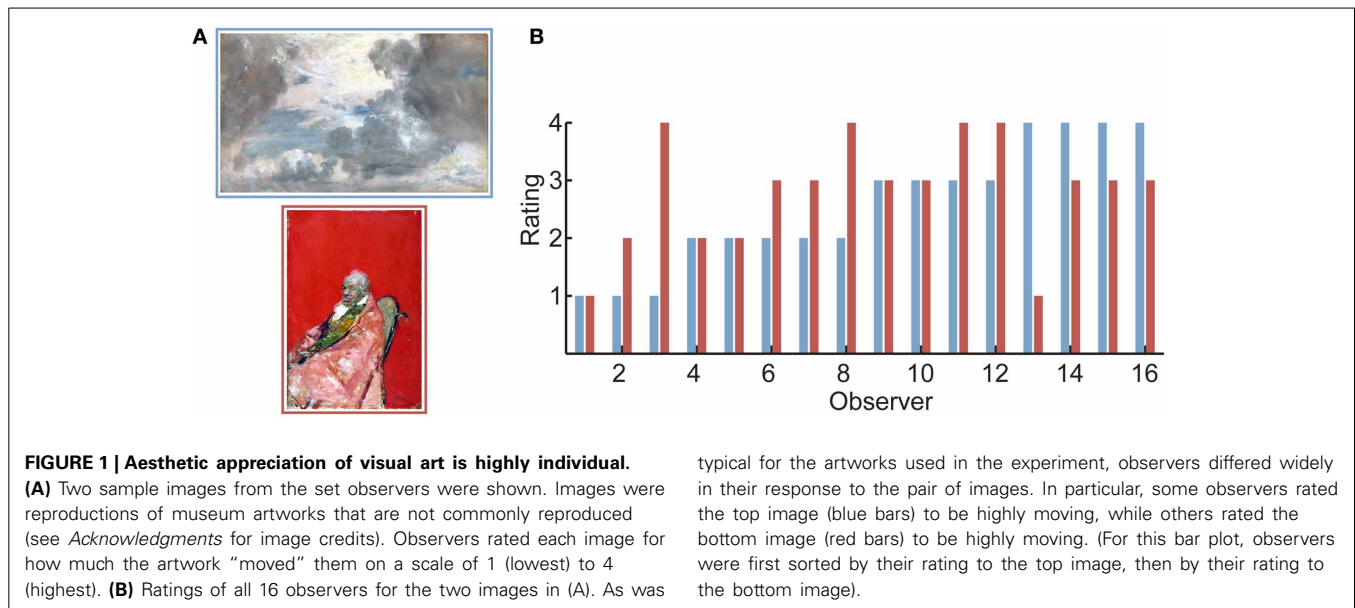 A
B
4
3
2
1
Rating
2 4 6 8 10 12 14 16
Observer
FIGURE 1 | Aesthetic appreciation of visual art is highly individual.
(A) Two sample images from the set observers were shown. Images were
reproductions of museum artworks that are not commonly reproduced
(see Acknowledgments for image credits). Observers rated each image for
how much the artwork “moved” them on a scale of 1 (lowest) to 4
(highest). (B) Ratings of all 16 observers for the two images in (A). As was
typical for the artworks used in the experiment, observers differed widely
in their response to the pair of images. In particular, some observers rated
the top image (blue bars) to be highly moving, while others rated the
bottom image (red bars) to be highly moving. (For this bar plot, observers
were first sorted by their rating to the top image, then by their rating to
the bottom image).